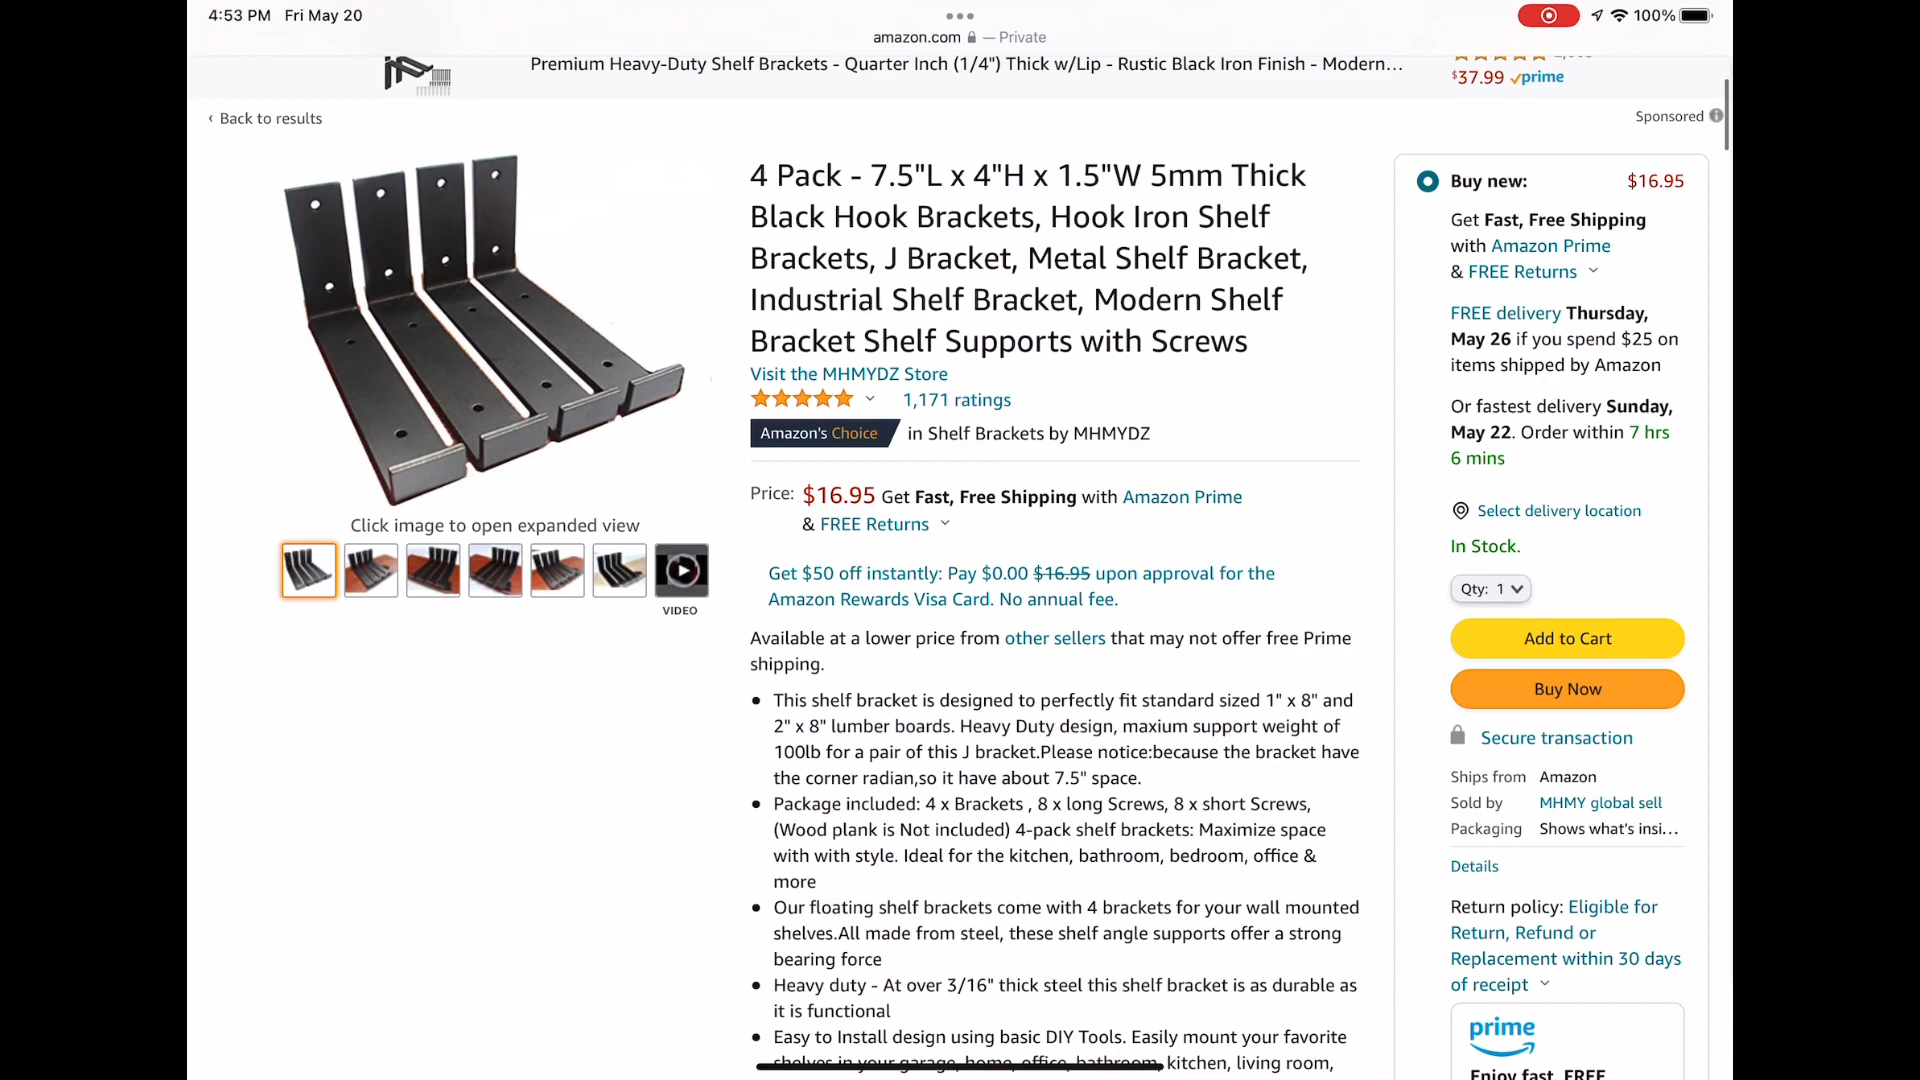 4:53 PM Fri May 20
100%
amazon.com — Private
Premium Heavy-Duty Shelf Brackets - Quarter Inch (1/4") Thick w/Lip - Rustic Black Iron Finish - Modern...
$37.99 prime
‹ Back to results
Sponsored
4 Pack - 7.5"L x 4"H x 1.5"W 5mm Thick
Black Hook Brackets, Hook Iron Shelf
Brackets, J Bracket, Metal Shelf Bracket,
Industrial Shelf Bracket, Modern Shelf
Bracket Shelf Supports with Screws
Visit the MHMYDZ Store
1,171 ratings
Amazon's Choice in Shelf Brackets by MHMYDZ
Price: $16.95 Get Fast, Free Shipping with Amazon Prime
& FREE Returns
Get $50 off instantly: Pay $0.00 $16.95 upon approval for the
Amazon Rewards Visa Card. No annual fee.
Available at a lower price from other sellers that may not offer free Prime
shipping.
• This shelf bracket is designed to perfectly fit standard sized 1" x 8" and
2" x 8" lumber boards. Heavy Duty design, maxium support weight of
100lb for a pair of this J bracket.Please notice:because the bracket have
the corner radian,so it have about 7.5" space.
• Package included: 4 x Brackets , 8 x long Screws, 8 x short Screws,
(Wood plank is Not included) 4-pack shelf brackets: Maximize space
with with style. Ideal for the kitchen, bathroom, bedroom, office &
more
• Our floating shelf brackets come with 4 brackets for your wall mounted
shelves.All made from steel, these shelf angle supports offer a strong
bearing force
• Heavy duty - At over 3/16" thick steel this shelf bracket is as durable as
it is functional
• Easy to Install design using basic DIY Tools. Easily mount your favorite
shelves in your garage, home, office, bathroom, kitchen, living room,
Click image to open expanded view
VIDEO
Buy new: $16.95
Get Fast, Free Shipping
with Amazon Prime
& FREE Returns
FREE delivery Thursday,
May 26 if you spend $25 on
items shipped by Amazon
Or fastest delivery Sunday,
May 22. Order within 7 hrs
6 mins
Select delivery location
In Stock.
Qty: 1
Add to Cart
Buy Now
Secure transaction
Ships from Amazon
Sold by MHMY global sell
Packaging Shows what's insi...
Details
Return policy: Eligible for
Return, Refund or
Replacement within 30 days
of receipt
prime
Enjoy fast, FREE